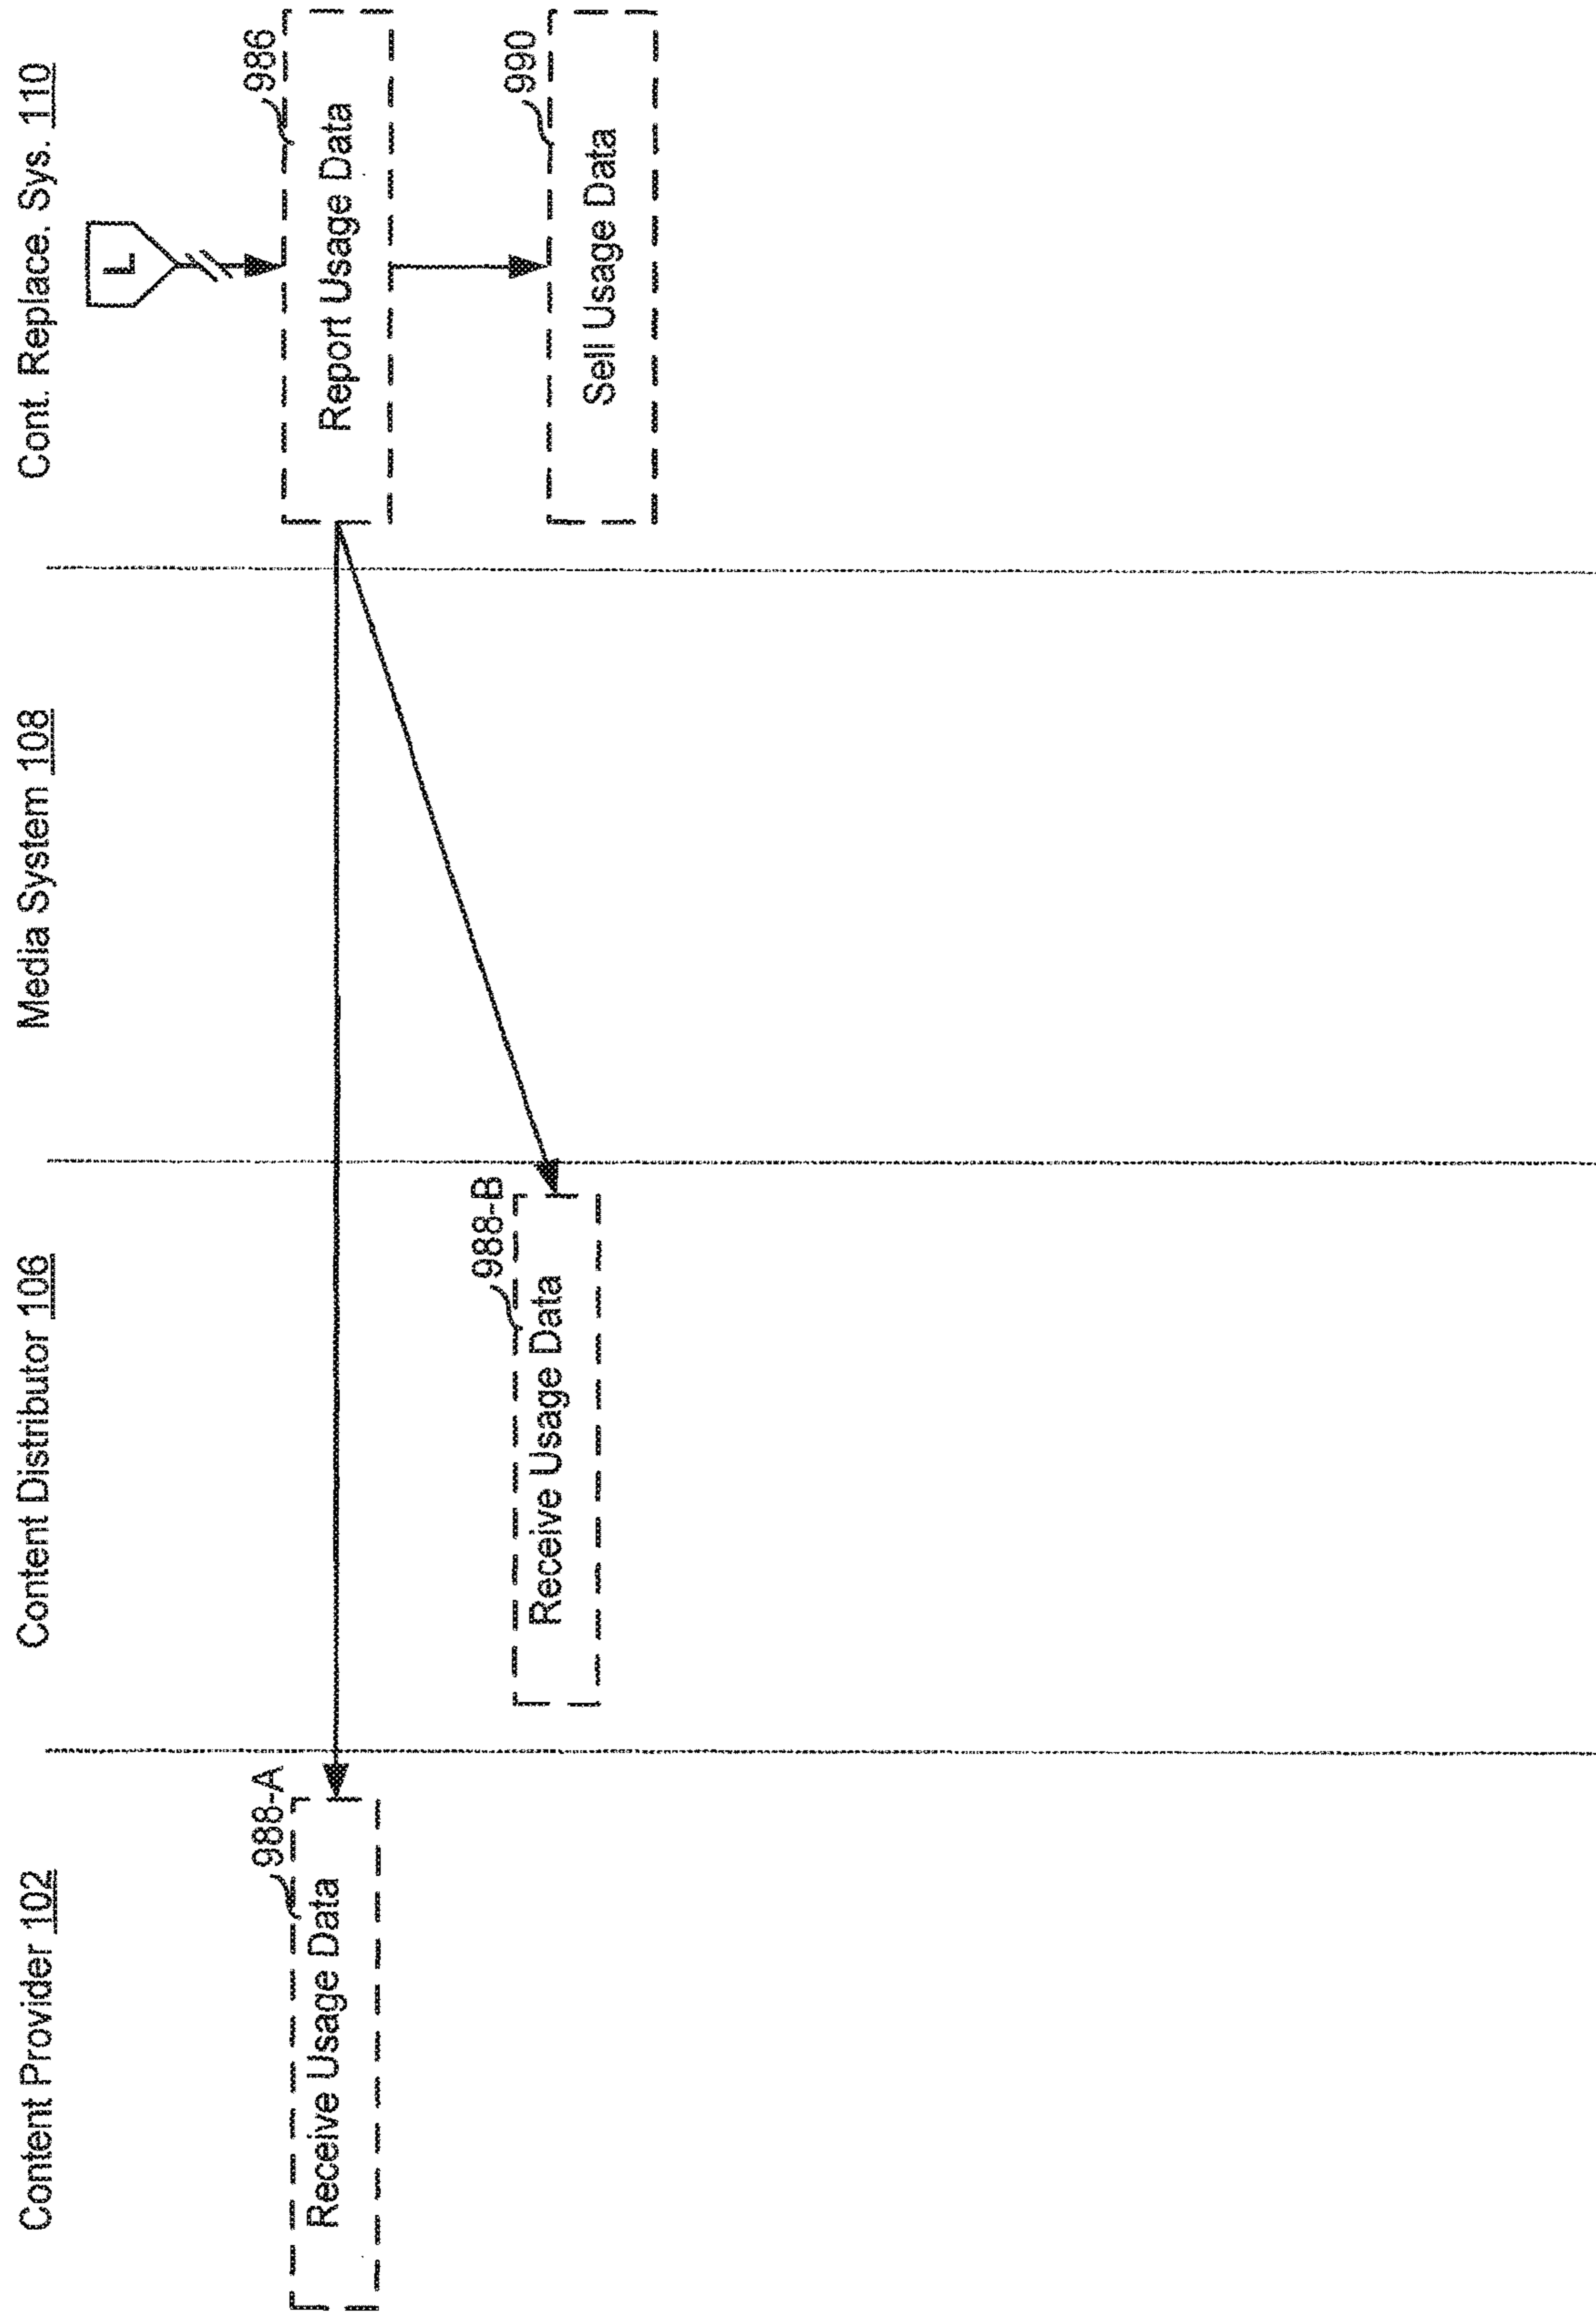 Content Provider 102
Content Distributor 106
Media System 108
Cont. Replace. Sys. 110
L
988-A
Receive Usage Data
986
Report Usage Data
988-B
Receive Usage Data
990
Sell Usage Data